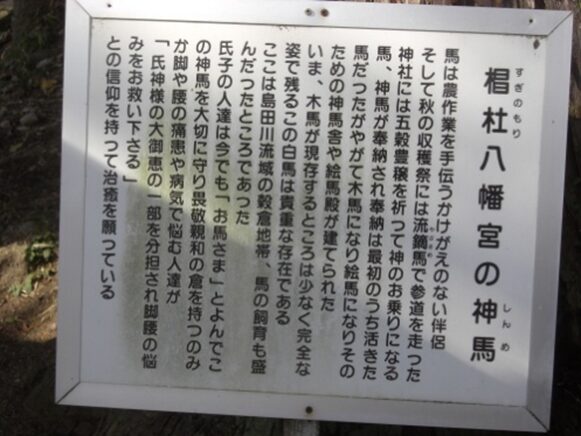 椙杜八幡宮の神馬
すぎのもり
しんめ
馬は農作業を手伝うかけがえのない伴侶
そして秋の収穫祭には流鏑馬で参道を走った
やぶさめ
神社には五穀豊穣を祈って神のお乗りになる
馬、神馬が奉納され奉納は最初のうち活きた
馬だったがやがて木馬になり絵馬になりその
ための神馬舎や絵馬殿が建てられた
いま、木馬が現存するところは少なく完全な
姿で残るこの白馬は貴重な存在である
ここは島田川流域の穀倉地帯、馬の飼育も盛
んだったところであった
氏子の人達は今でも「お馬さま」とよんでこ
の神馬を大切に守り畏敬親和の倉を持つのみ
か脚や腰の痛患や病気で悩む人達が
「氏神様の大御恵の一部を分担され脚腰の悩
みをお救い下さる」
との信仰を持って治癒を願っている